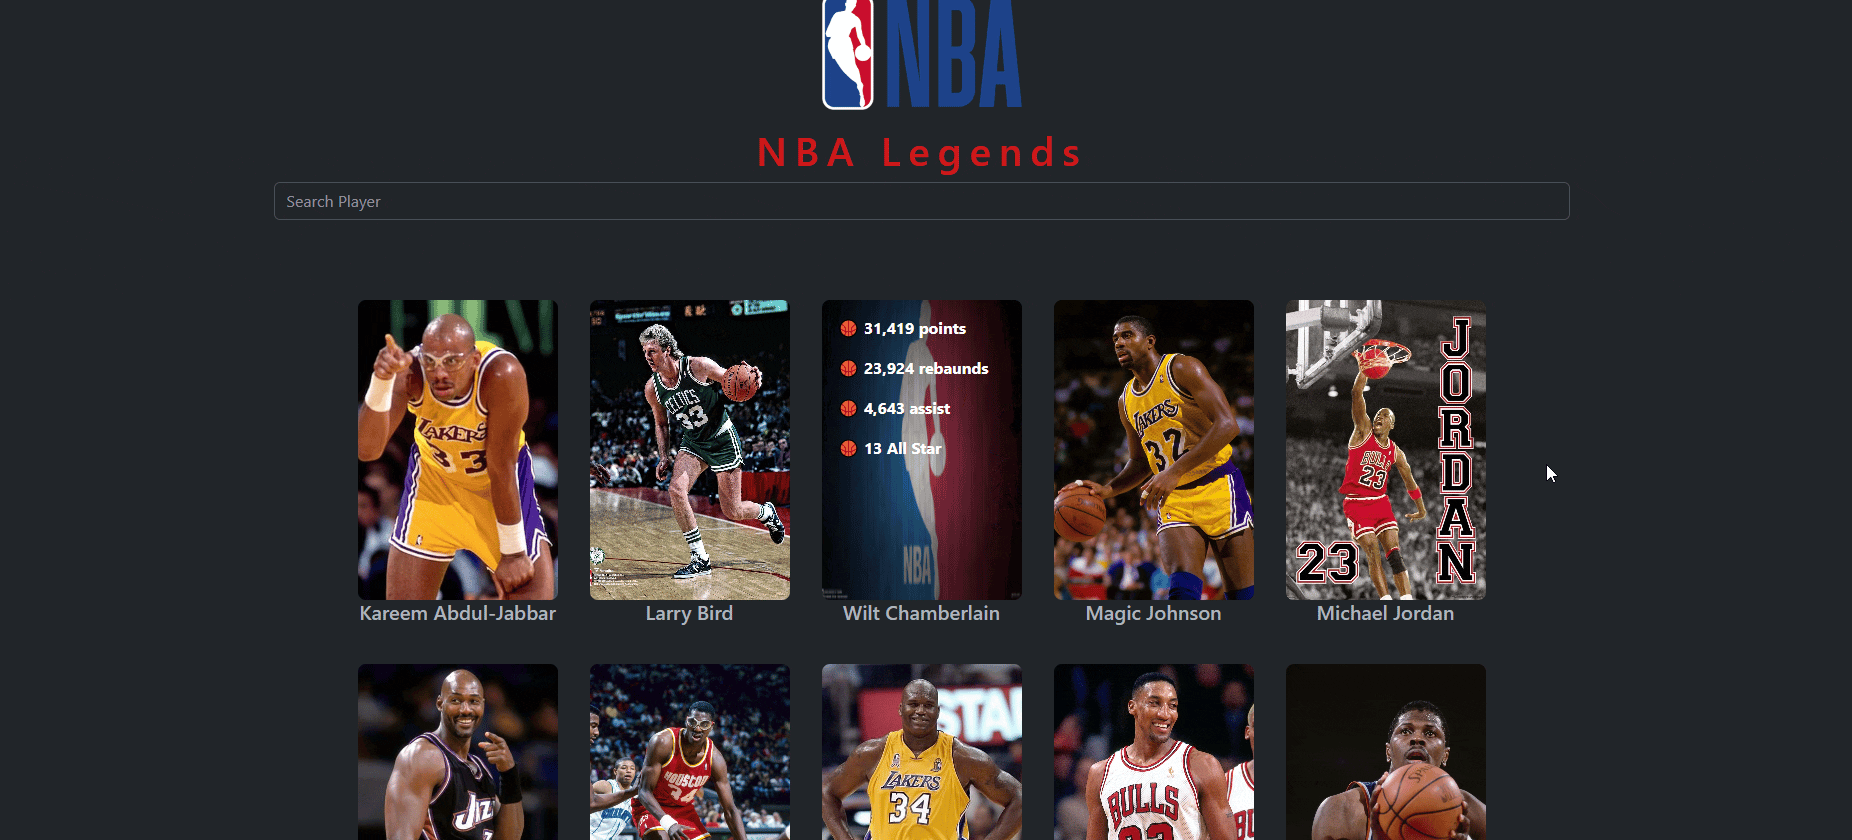 NBA
NBA Legends
Search Player
LAKERS
33
CELTICS
33
31,419 points
23,924 rebaunds
4,643 assist
13 All Star
NBA
LAKERS
32
BULLS
23
JORDAN
23
Kareem Abdul-Jabbar
Larry Bird
Wilt Chamberlain
Magic Johnson
Michael Jordan
JAZZ
HOUSTON
34
STAR
LAKERS
34
BULLS